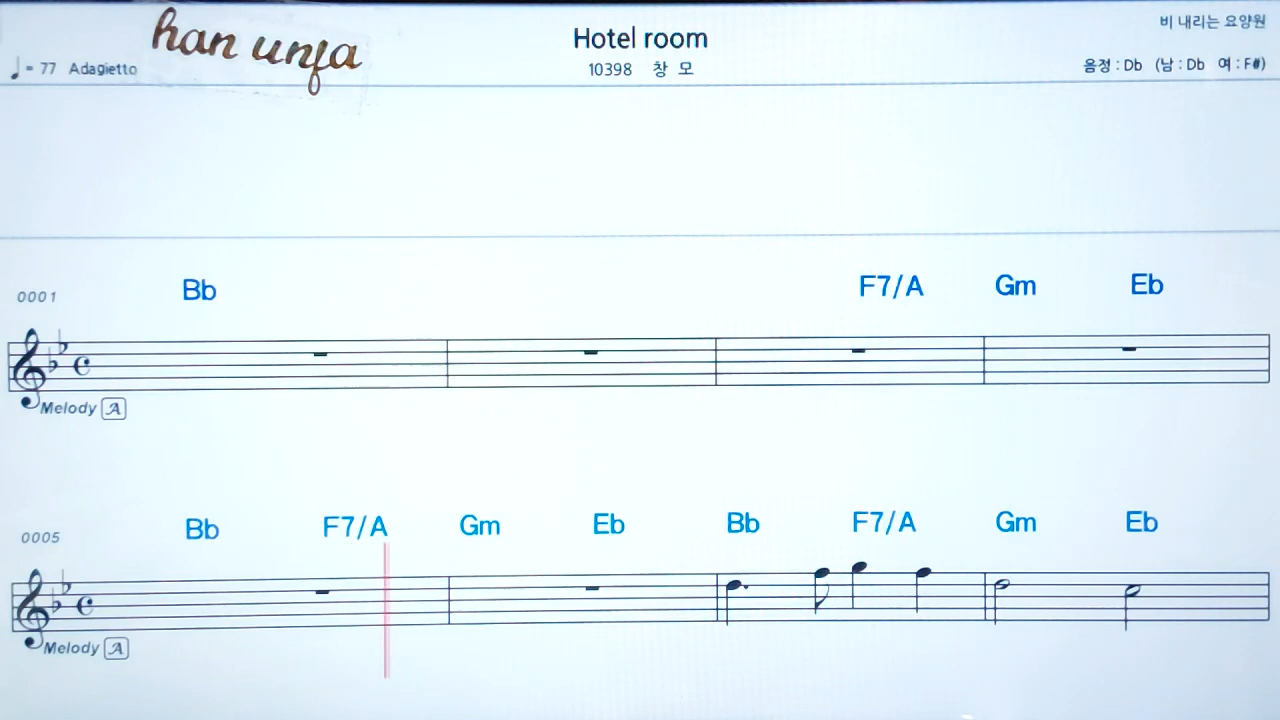 han unfa
Hotel room
비 내리는 요양원
♩= 77 Adagietto
10398 창 모
음정 : Db (남 : Db 여 : F#)
0001 Bb F7/A Gm Eb
Melody A
0005 Bb F7/A Gm Eb Bb F7/A Gm Eb
Melody A